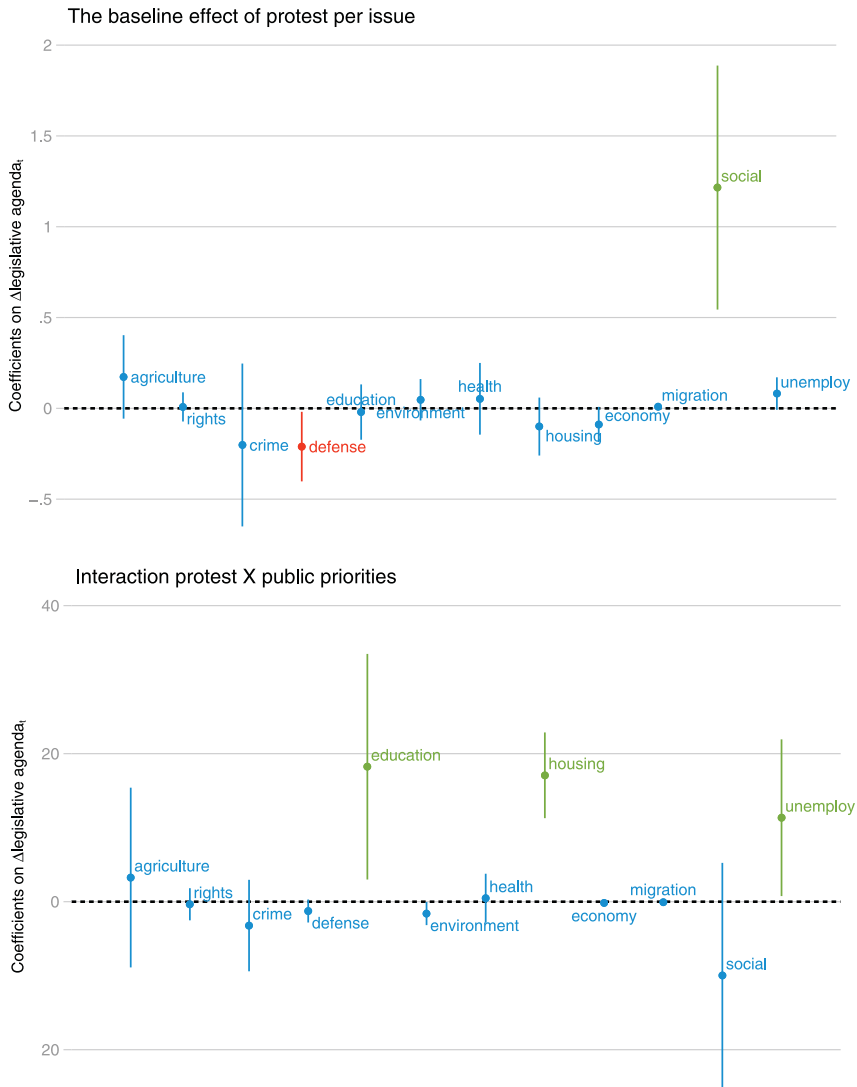 The baseline effect of protest per issue
2
1.5
1
.5
0
−.5
Coefficients on Δlegislative agendat
social
agriculture
rights
crime
defense
education
environment
health
housing
economy
migration
unemploy
Interaction protest X public priorities
40
20
0
20
Coefficients on Δlegislative agendat
education
housing
unemploy
agriculture
rights
crime
defense
environment
health
economy
migration
social